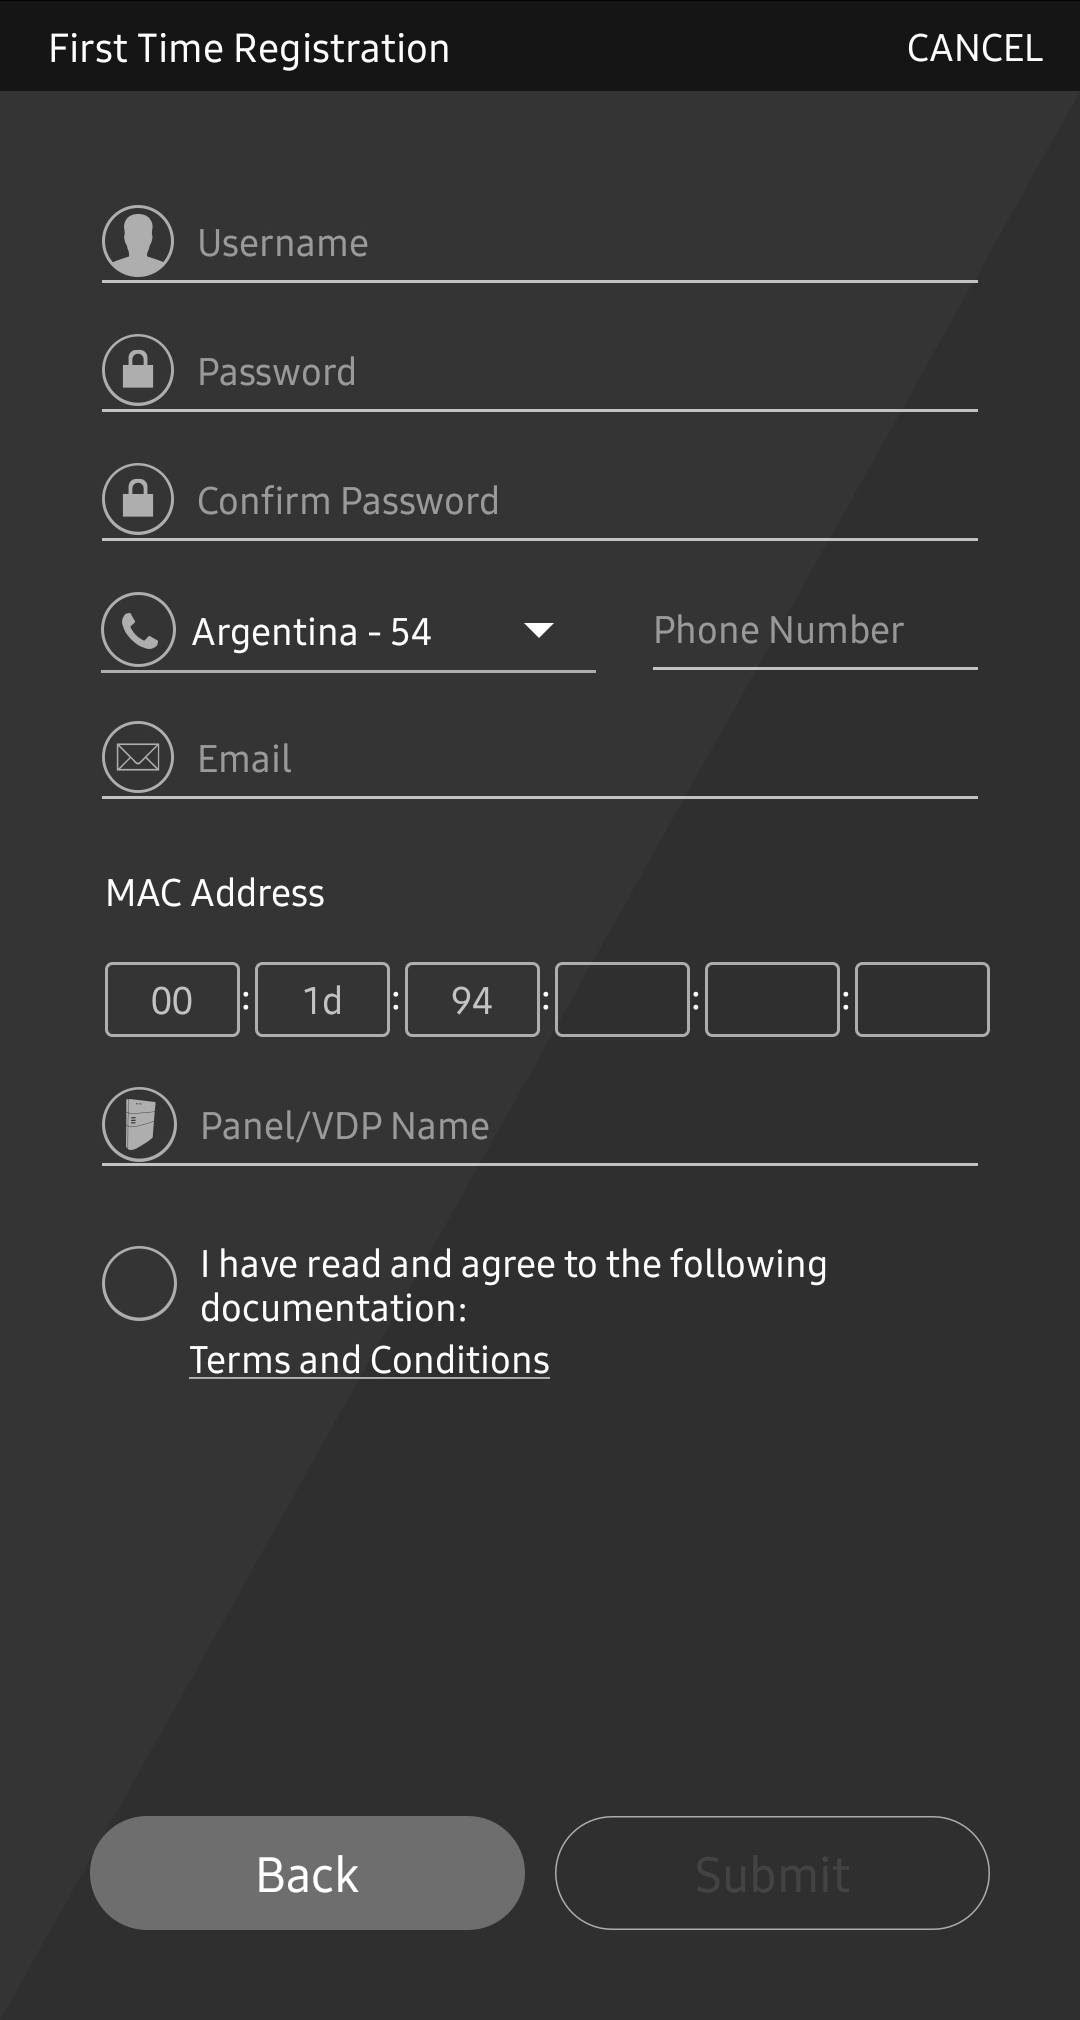 First Time Registration CANCEL
Username
Password
Confirm Password
Argentina - 54 Phone Number
Email
MAC Address
00 : 1d : 94 : : :
Panel/VDP Name
I have read and agree to the following
documentation:
Terms and Conditions
Back Submit